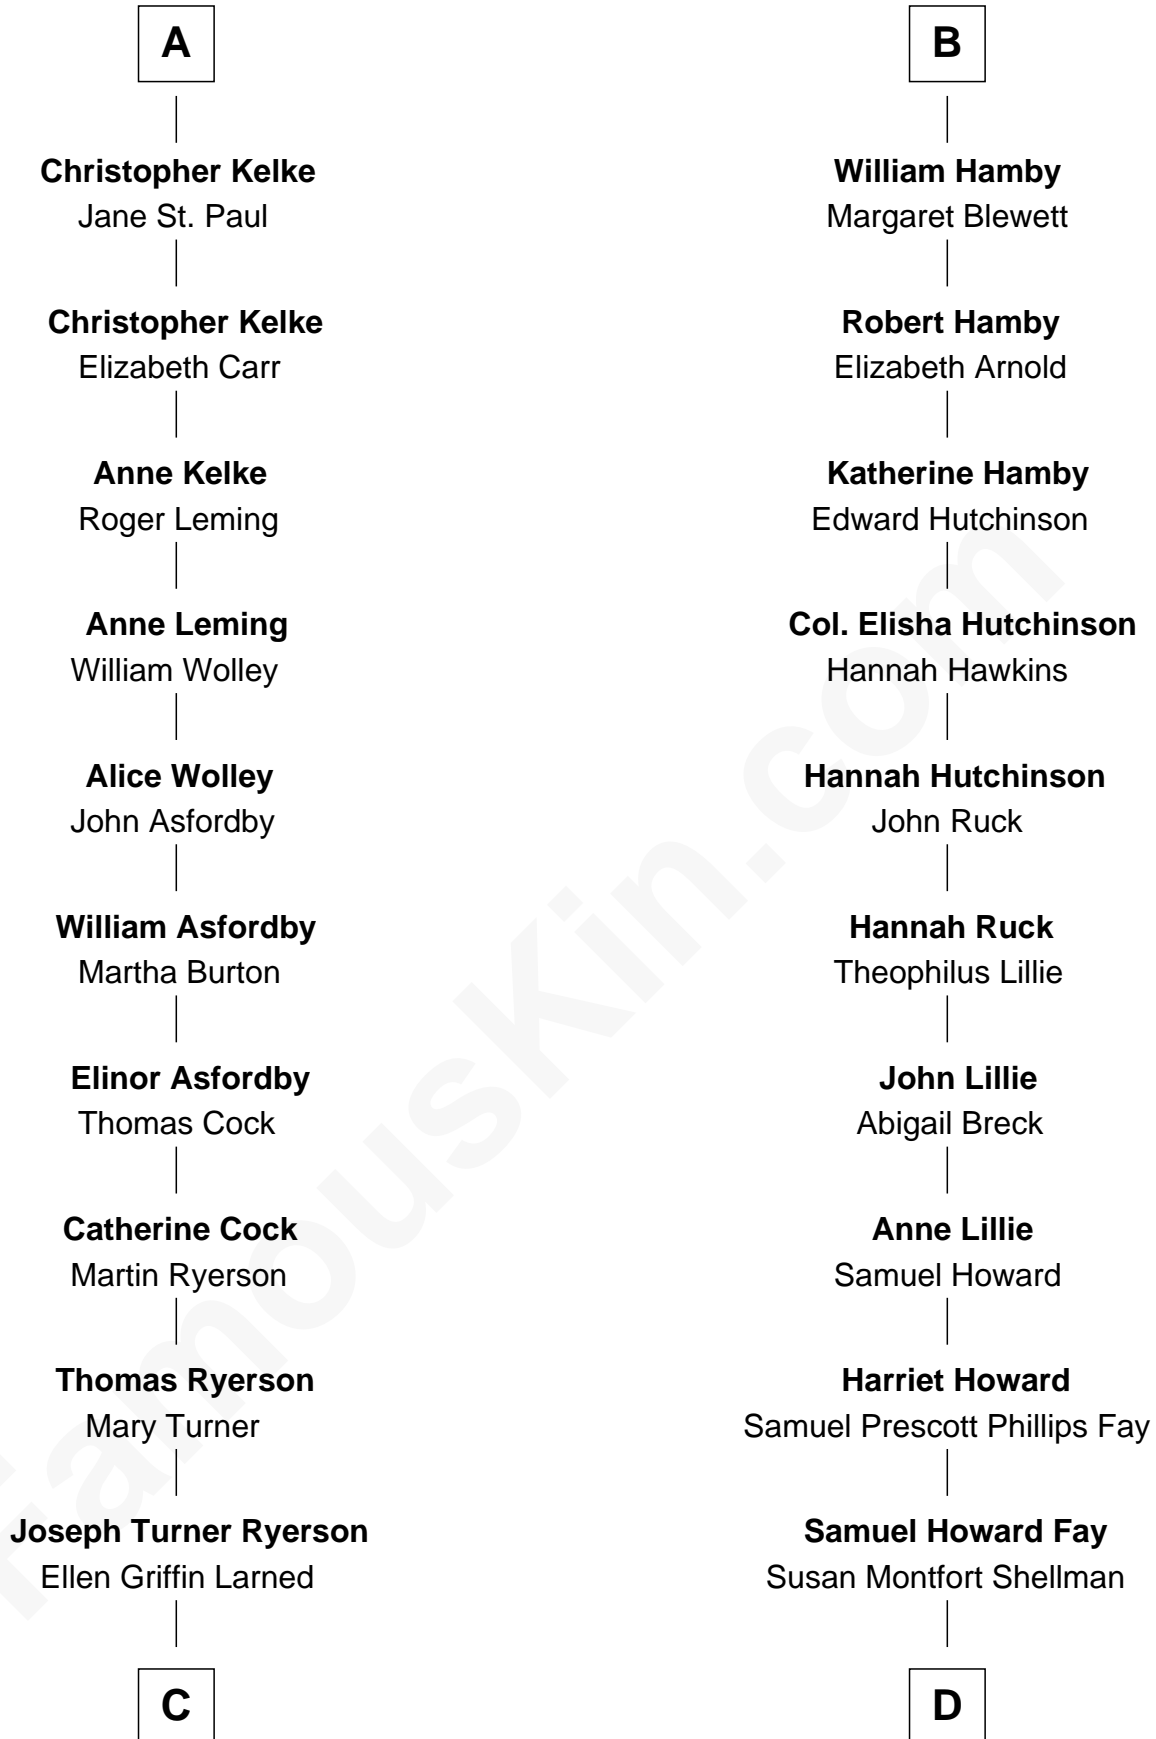 A
Christopher Kelke
Jane St. Paul
Christopher Kelke
Elizabeth Carr
Anne Kelke
Roger Leming
Anne Leming
William Wolley
Alice Wolley
John Asfordby
William Asfordby
Martha Burton
Elinor Asfordby
Thomas Cock
Catherine Cock
Martin Ryerson
Thomas Ryerson
Mary Turner
Joseph Turner Ryerson
Ellen Griffin Larned
C
B
William Hamby
Margaret Blewett
Robert Hamby
Elizabeth Arnold
Katherine Hamby
Edward Hutchinson
Col. Elisha Hutchinson
Hannah Hawkins
Hannah Hutchinson
John Ruck
Hannah Ruck
Theophilus Lillie
John Lillie
Abigail Breck
Anne Lillie
Samuel Howard
Harriet Howard
Samuel Prescott Phillips Fay
Samuel Howard Fay
Susan Montfort Shellman
D
FamousKin.com